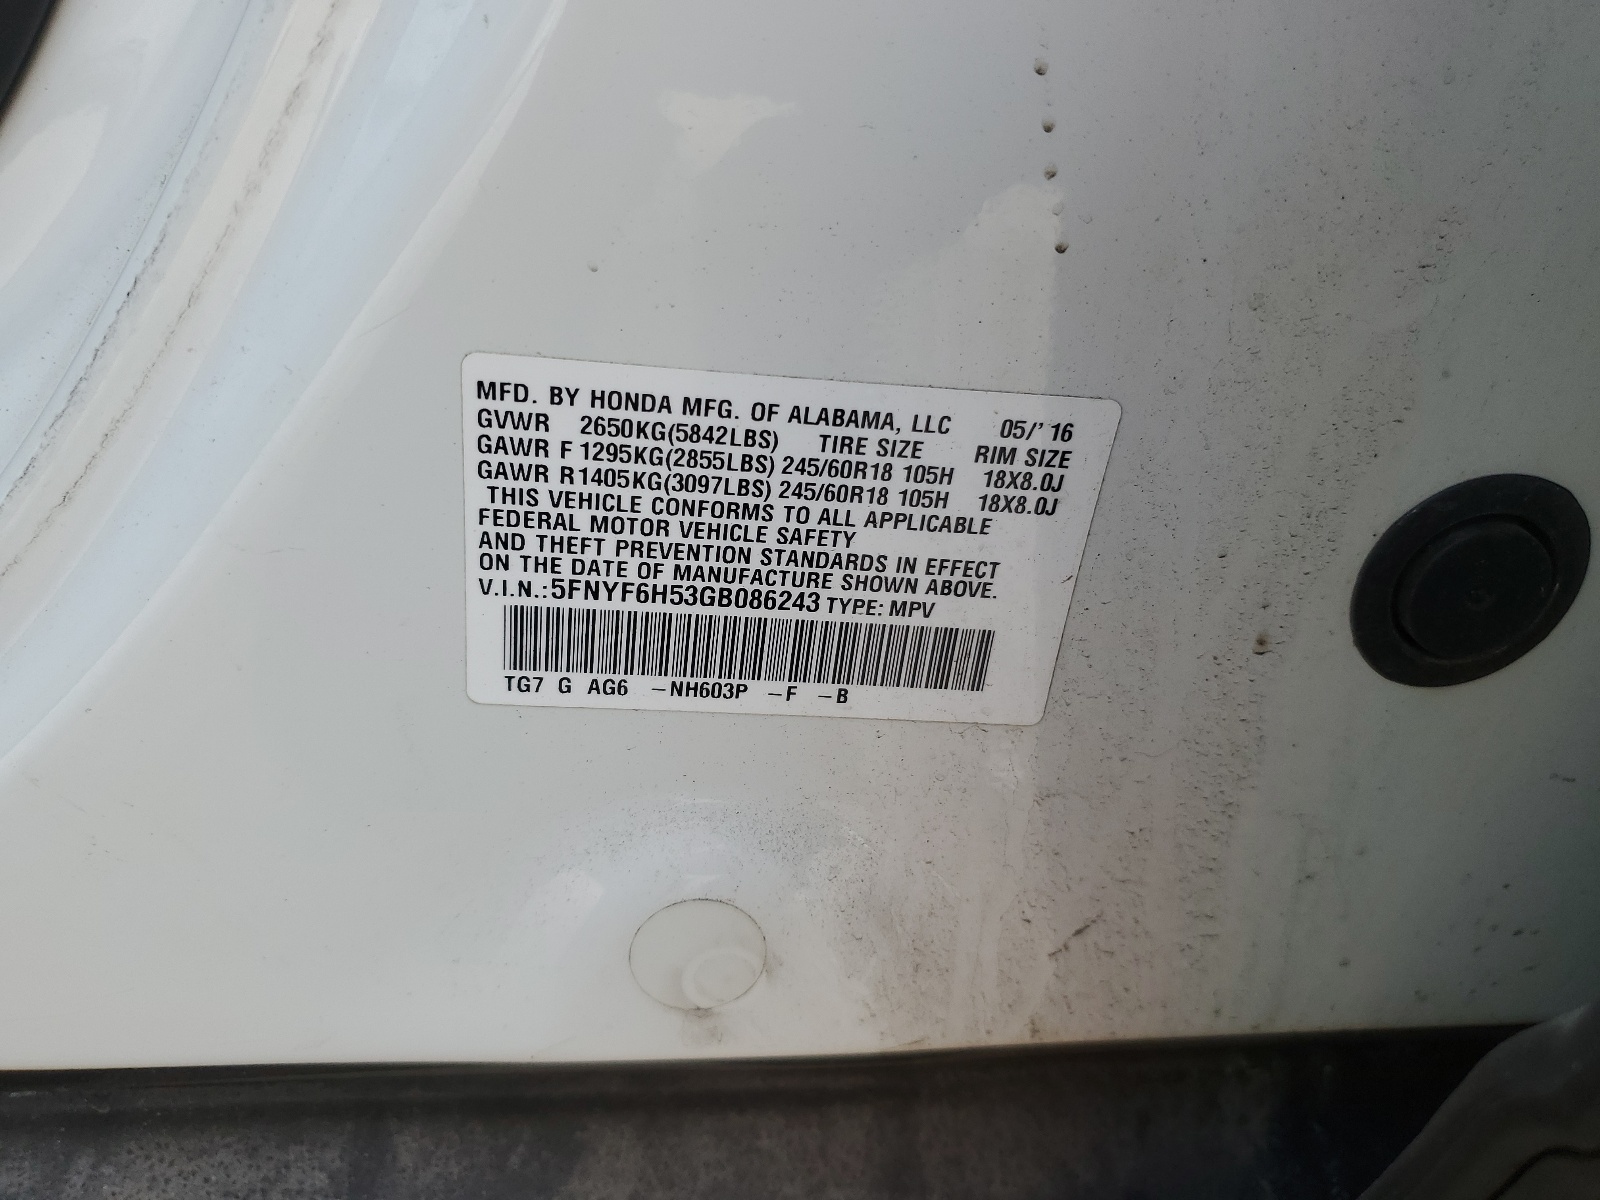 MFD. BY HONDA MFG. OF ALABAMA, LLC 05/'16
GVWR 2650KG(5842LBS) TIRE SIZE RIM SIZE
GAWR F 1295KG(2855LBS) 245/60R18 105H 18X8.0J
GAWR R 1405KG(3097LBS) 245/60R18 105H 18X8.0J
THIS VEHICLE CONFORMS TO ALL APPLICABLE
FEDERAL MOTOR VEHICLE SAFETY
AND THEFT PREVENTION STANDARDS IN EFFECT
ON THE DATE OF MANUFACTURE SHOWN ABOVE.
V.I.N.:5FNYF6H53GB086243 TYPE: MPV
TG7 G AG6 -NH603P -F -B